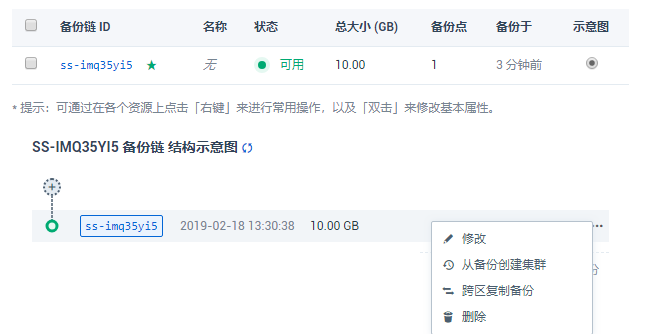 备份链 ID 名称 状态 总大小 (GB) 备份点 备份于 示意图
ss-imq35yi5 ★ 无 可用 10.00 1 3 分钟前
* 提示：可通过在各个资源上点击「右键」来进行常用操作，以及「双击」来修改基本属性。
SS-IMQ35YI5 备份链 结构示意图
ss-imq35yi5 2019-02-18 13:30:38 10.00 GB
修改
从备份创建集群
跨区复制备份
删除